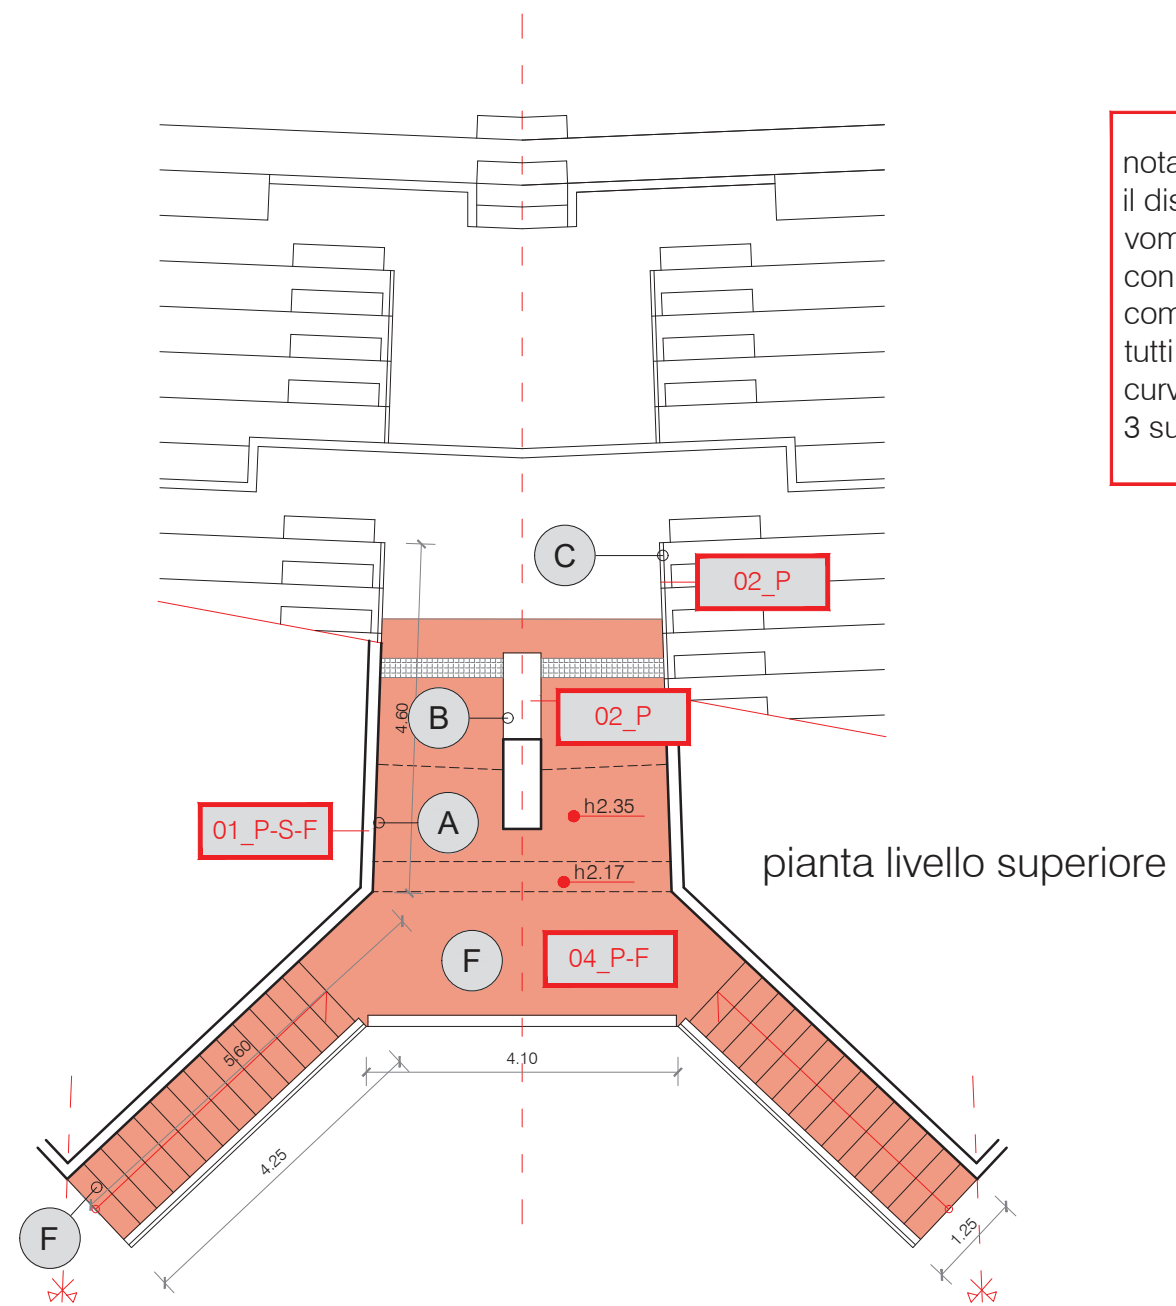 nota
il dis
vom
con
com
tutti
curv
3 su
C
02_P
4.60
B
02_P
01_P-S-F
A
h2.35
h2.17
pianta livello superiore
F
04_P-F
5.60
4.10
4.25
F
1.25